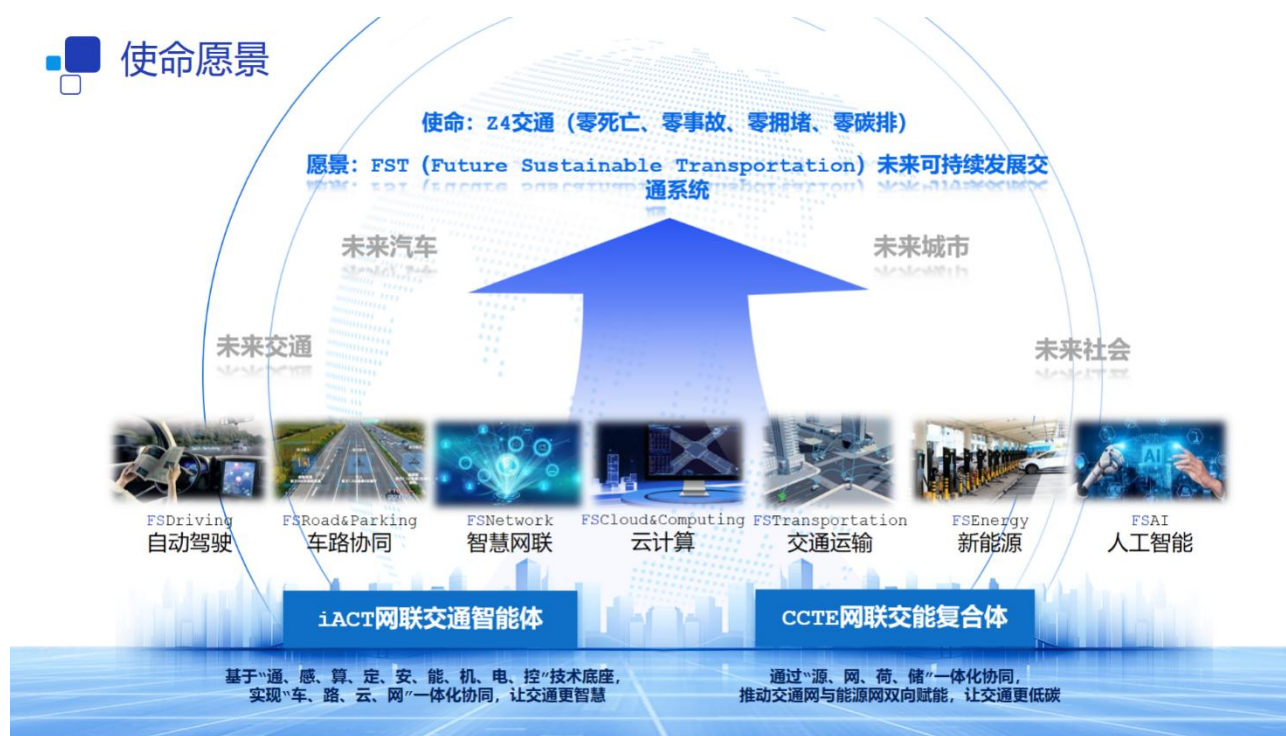 使命愿景
使命：Z4交通（零死亡、零事故、零拥堵、零碳排）
愿景：FST (Future Sustainable Transportation) 未来可持续发展交
通系统
未来汽车
未来城市
未来交通
未来社会
AI
FSDriving
自动驾驶
FSRoad&Parking
车路协同
FSNetwork
智慧网联
FSCloud&Computing
云计算
FSTransportation
交通运输
FSEnergy
新能源
FSAI
人工智能
iACT网联交通智能体
基于“通、感、算、定、安、能、机、电、控”技术底座，
实现“车、路、云、网”一体化协同，让交通更智慧
CCTE网联交能复合体
通过“源、网、荷、储”一体化协同，
推动交通网与能源网双向赋能，让交通更低碳